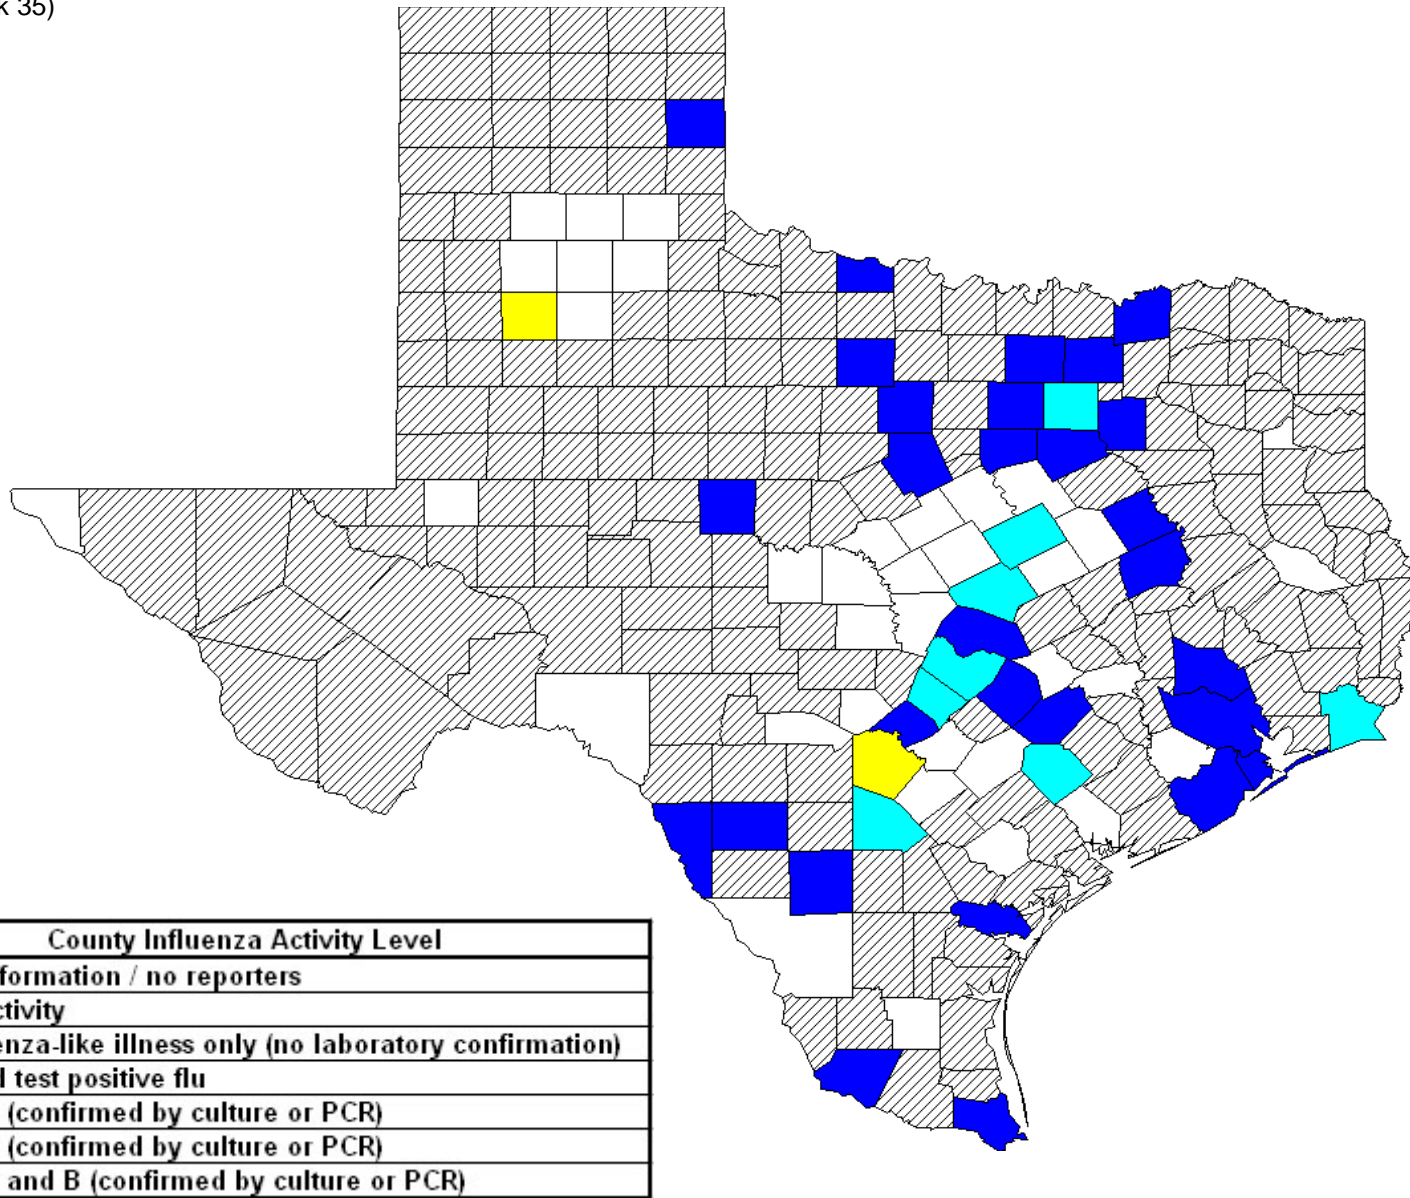 35)
County Influenza Activity Level
formation / no reporters
ctivity
enza-like illness only (no laboratory confirmation)
l test positive flu
(confirmed by culture or PCR)
(confirmed by culture or PCR)
and B (confirmed by culture or PCR)